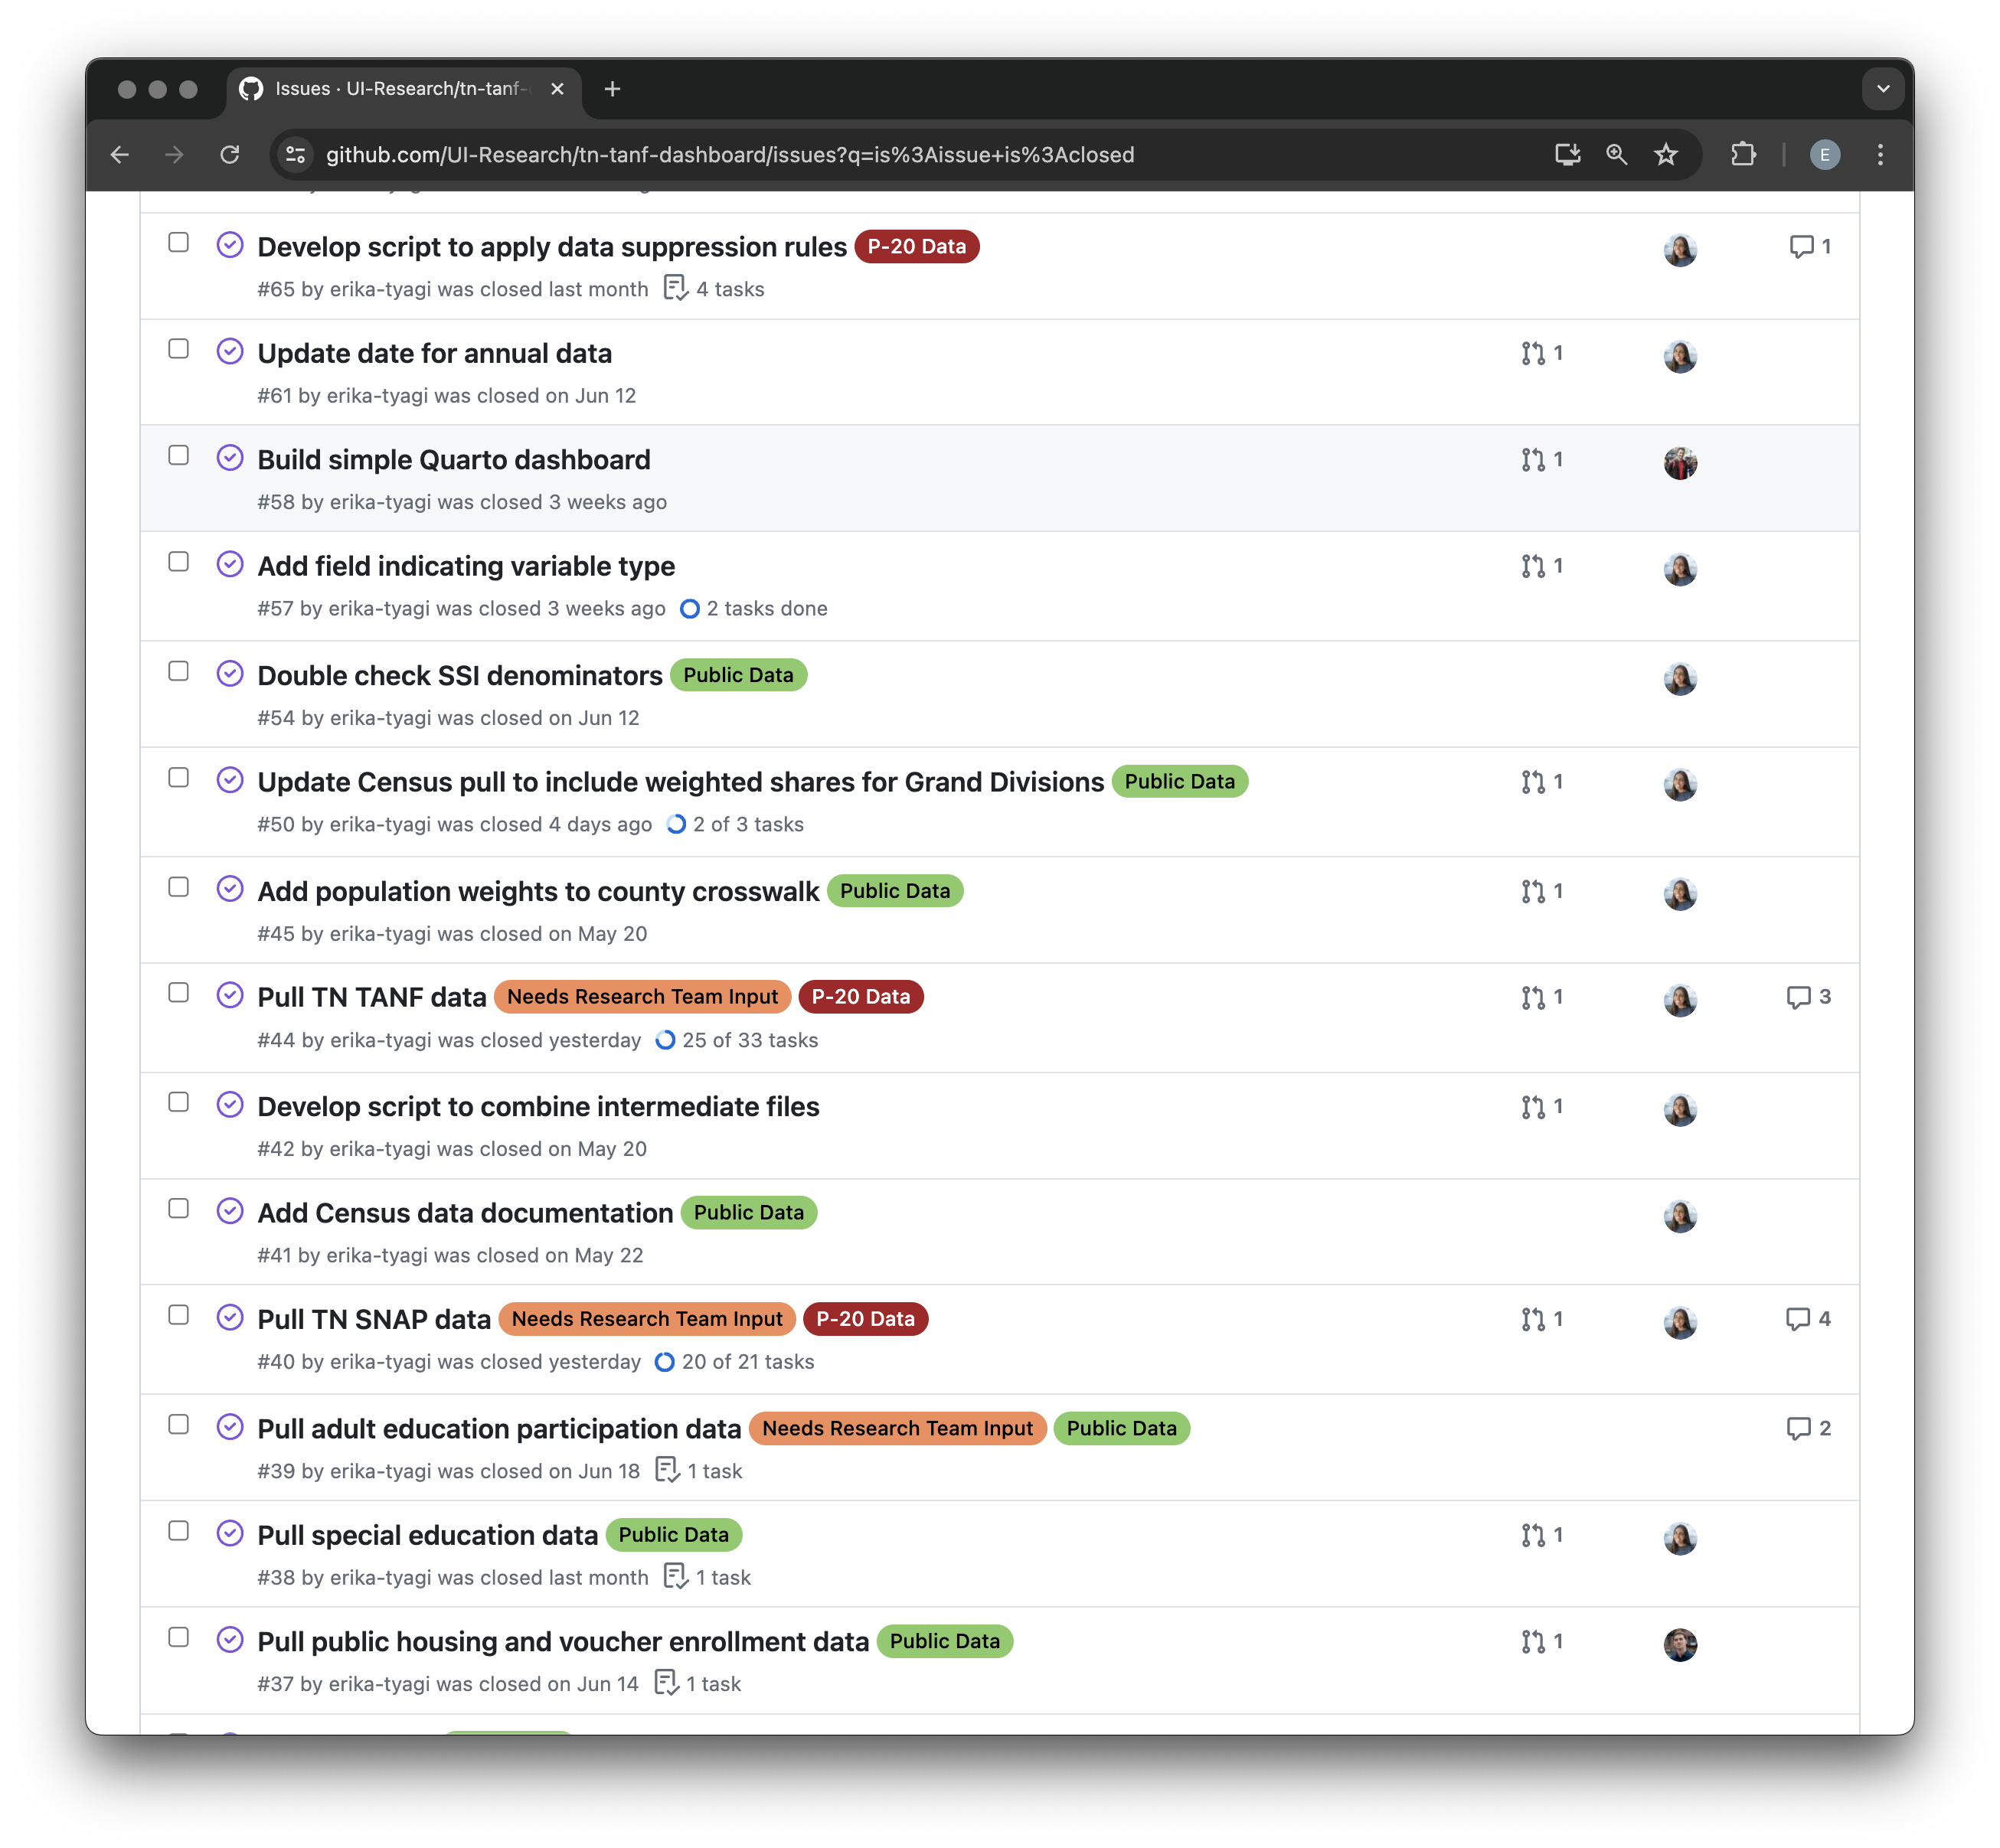 Issues · UI-Research/tn-tanf-
github.com/UI-Research/tn-tanf-dashboard/issues?q=is%3Aissue+is%3Aclosed
E
Develop script to apply data suppression rules P-20 Data 1
#65 by erika-tyagi was closed last month 4 tasks
Update date for annual data 1
#61 by erika-tyagi was closed on Jun 12
Build simple Quarto dashboard 1
#58 by erika-tyagi was closed 3 weeks ago
Add field indicating variable type 1
#57 by erika-tyagi was closed 3 weeks ago 2 tasks done
Double check SSI denominators Public Data
#54 by erika-tyagi was closed on Jun 12
Update Census pull to include weighted shares for Grand Divisions Public Data 1
#50 by erika-tyagi was closed 4 days ago 2 of 3 tasks
Add population weights to county crosswalk Public Data 1
#45 by erika-tyagi was closed on May 20
Pull TN TANF data Needs Research Team Input P-20 Data 1 3
#44 by erika-tyagi was closed yesterday 25 of 33 tasks
Develop script to combine intermediate files 1
#42 by erika-tyagi was closed on May 20
Add Census data documentation Public Data
#41 by erika-tyagi was closed on May 22
Pull TN SNAP data Needs Research Team Input P-20 Data 1 4
#40 by erika-tyagi was closed yesterday 20 of 21 tasks
Pull adult education participation data Needs Research Team Input Public Data 2
#39 by erika-tyagi was closed on Jun 18 1 task
Pull special education data Public Data 1
#38 by erika-tyagi was closed last month 1 task
Pull public housing and voucher enrollment data Public Data 1
#37 by erika-tyagi was closed on Jun 14 1 task